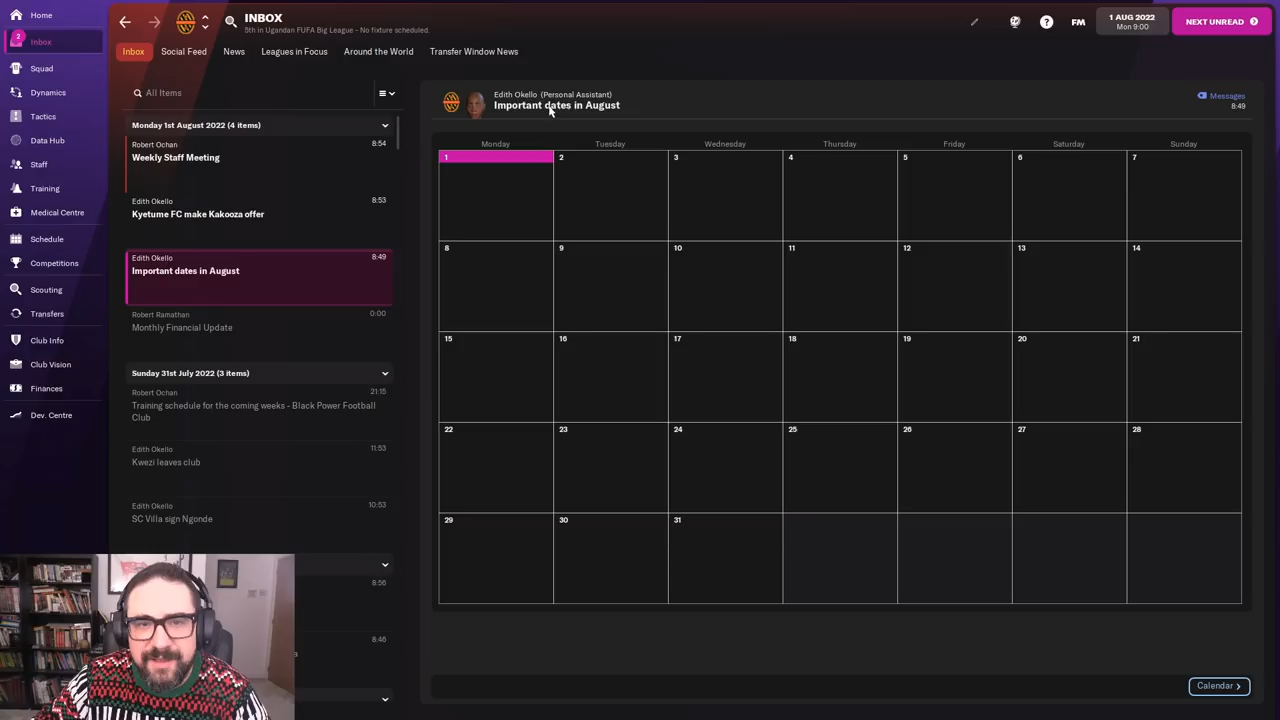 Home
2
Inbox
Squad
Dynamics
Tactics
Data Hub
Staff
Training
Medical Centre
Schedule
Competitions
Scouting
Transfers
Club Info
Club Vision
Finances
Dev. Centre
INBOX
5th in Ugandan FUFA Big League - No fixture scheduled.
FM
1 AUG 2022
Mon 9:00
NEXT UNREAD
Inbox
Social Feed
News
Leagues in Focus
Around the World
Transfer Window News
All Items
Monday 1st August 2022 (4 items)
Robert Ochan 8:54
Weekly Staff Meeting
Edith Okello 8:53
Kyetume FC make Kakooza offer
Edith Okello 8:49
Important dates in August
Robert Ramathan 0:00
Monthly Financial Update
Sunday 31st July 2022 (3 items)
Robert Ochan 21:15
Training schedule for the coming weeks - Black Power Football
Club
Edith Okello 11:53
Kwezi leaves club
Edith Okello 10:53
SC Villa sign Ngonde
8:56
8:46
Edith Okello (Personal Assistant)
Important dates in August
Messages
8:49
Monday Tuesday Wednesday Thursday Friday Saturday Sunday
1 2 3 4 5 6 7
8 9 10 11 12 13 14
15 16 17 18 19 20 21
22 23 24 25 26 27 28
29 30 31
Calendar